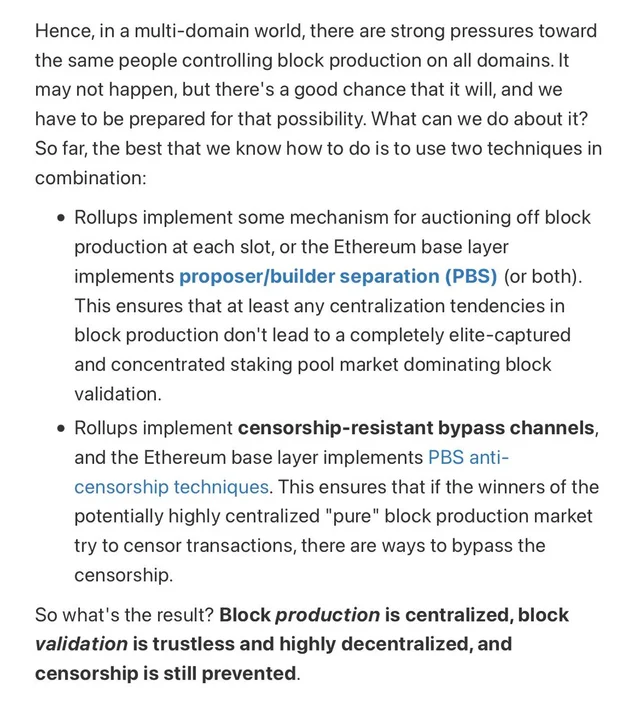 Hence, in a multi-domain world, there are strong pressures toward
the same people controlling block production on all domains. It
may not happen, but there's a good chance that it will, and we
have to be prepared for that possibility. What can we do about it?
So far, the best that we know how to do is to use two techniques in
combination:
• Rollups implement some mechanism for auctioning off block
production at each slot, or the Ethereum base layer
implements proposer/builder separation (PBS) (or both).
This ensures that at least any centralization tendencies in
block production don't lead to a completely elite-captured
and concentrated staking pool market dominating block
validation.
• Rollups implement censorship-resistant bypass channels,
and the Ethereum base layer implements PBS anti-
censorship techniques. This ensures that if the winners of the
potentially highly centralized "pure" block production market
try to censor transactions, there are ways to bypass the
censorship.
So what's the result? Block production is centralized, block
validation is trustless and highly decentralized, and
censorship is still prevented.